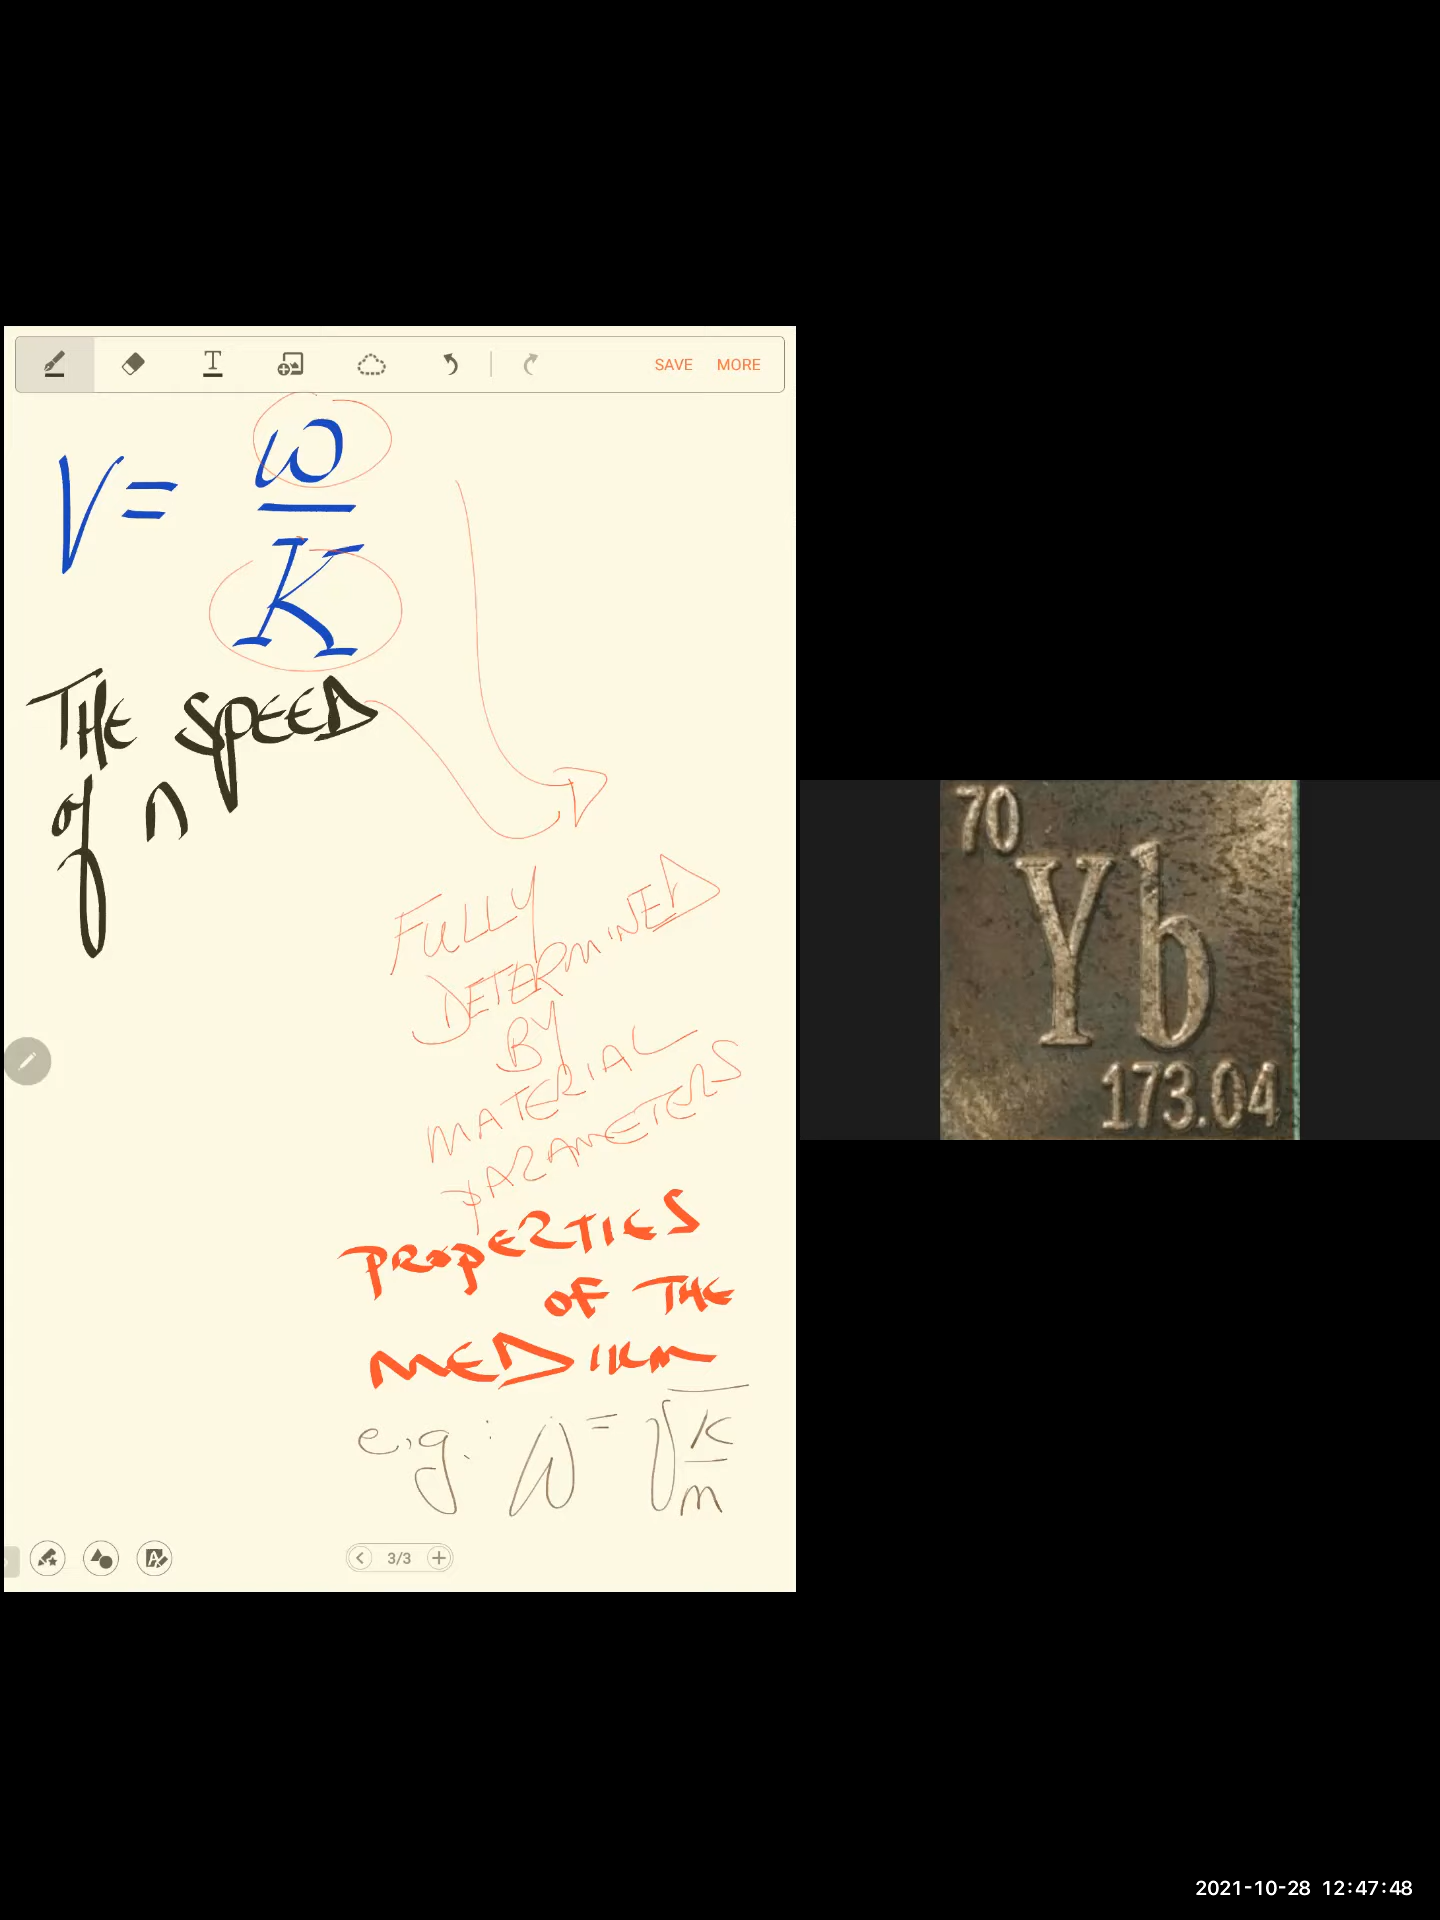 SAVE MORE
V = ω
K
THE SPEED
of n
FULLY
DETERMINED
BY
MATERIAL
PARAMETERS
PROPERTIES
OF THE
MEDIUM
e.g.: ω = √K
m
3/3
70
Yb
173.04
2021-10-28 12:47:48